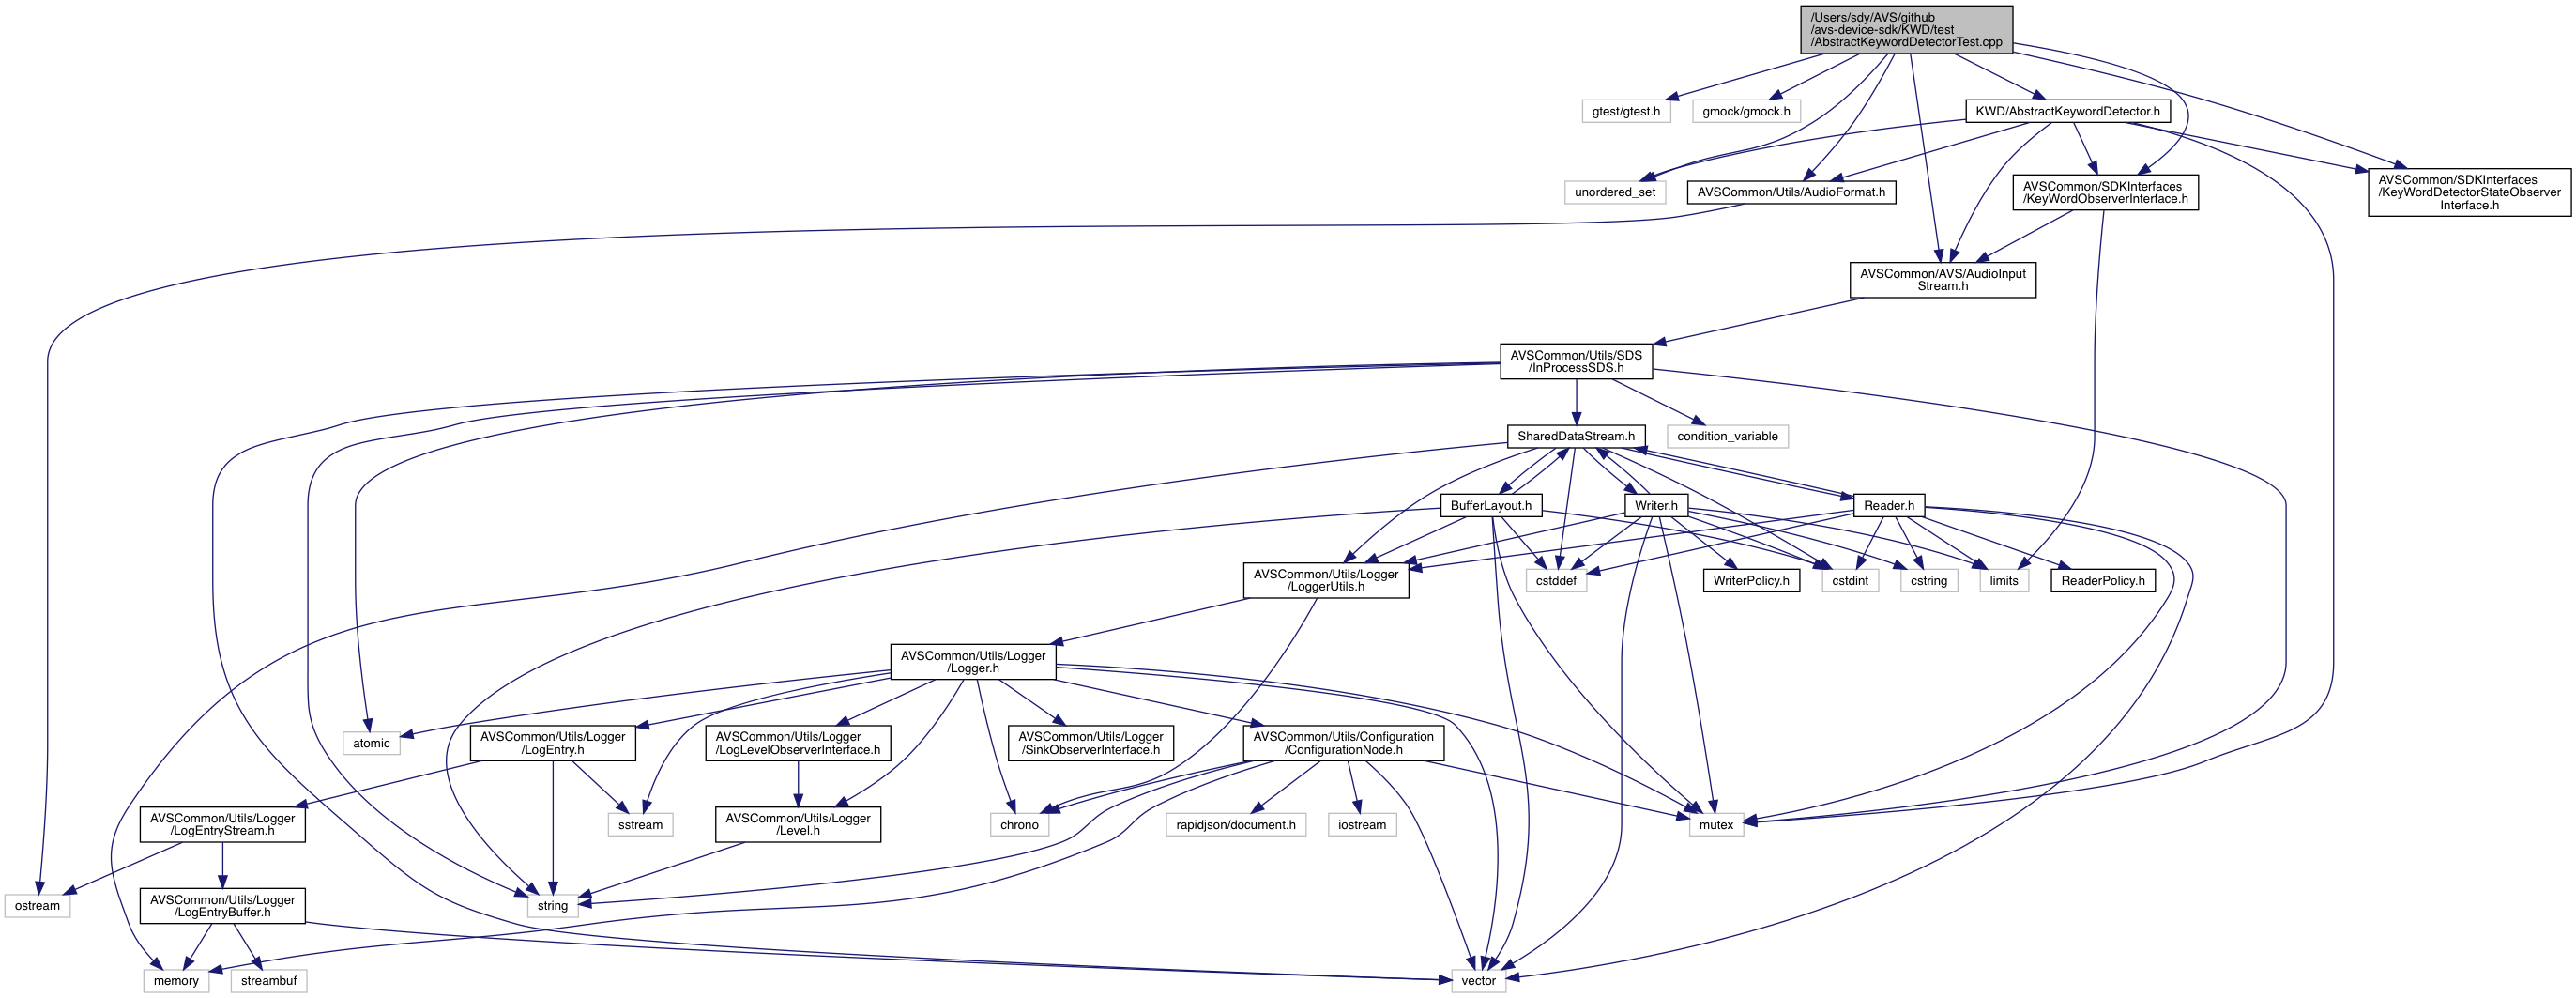 /Users/sdy/AVS/github
/avs-device-sdk/KWD/test
/AbstractKeywordDetectorTest.cpp
gtest/gtest.h
gmock/gmock.h
KWD/AbstractKeywordDetector.h
unordered_set
AVSCommon/Utils/AudioFormat.h
AVSCommon/SDKInterfaces
/KeyWordObserverInterface.h
AVSCommon/SDKInterfaces
/KeyWordDetectorStateObserver
Interface.h
AVSCommon/AVS/AudioInput
Stream.h
AVSCommon/Utils/SDS
/InProcessSDS.h
SharedDataStream.h
condition_variable
BufferLayout.h
Writer.h
Reader.h
AVSCommon/Utils/Logger
/LoggerUtils.h
cstddef
WriterPolicy.h
cstdint
cstring
limits
ReaderPolicy.h
AVSCommon/Utils/Logger
/Logger.h
atomic
AVSCommon/Utils/Logger
/LogEntry.h
AVSCommon/Utils/Logger
/LogLevelObserverInterface.h
AVSCommon/Utils/Logger
/SinkObserverInterface.h
AVSCommon/Utils/Configuration
/ConfigurationNode.h
AVSCommon/Utils/Logger
/LogEntryStream.h
sstream
AVSCommon/Utils/Logger
/Level.h
chrono
rapidjson/document.h
iostream
mutex
ostream
AVSCommon/Utils/Logger
/LogEntryBuffer.h
string
memory
streambuf
vector